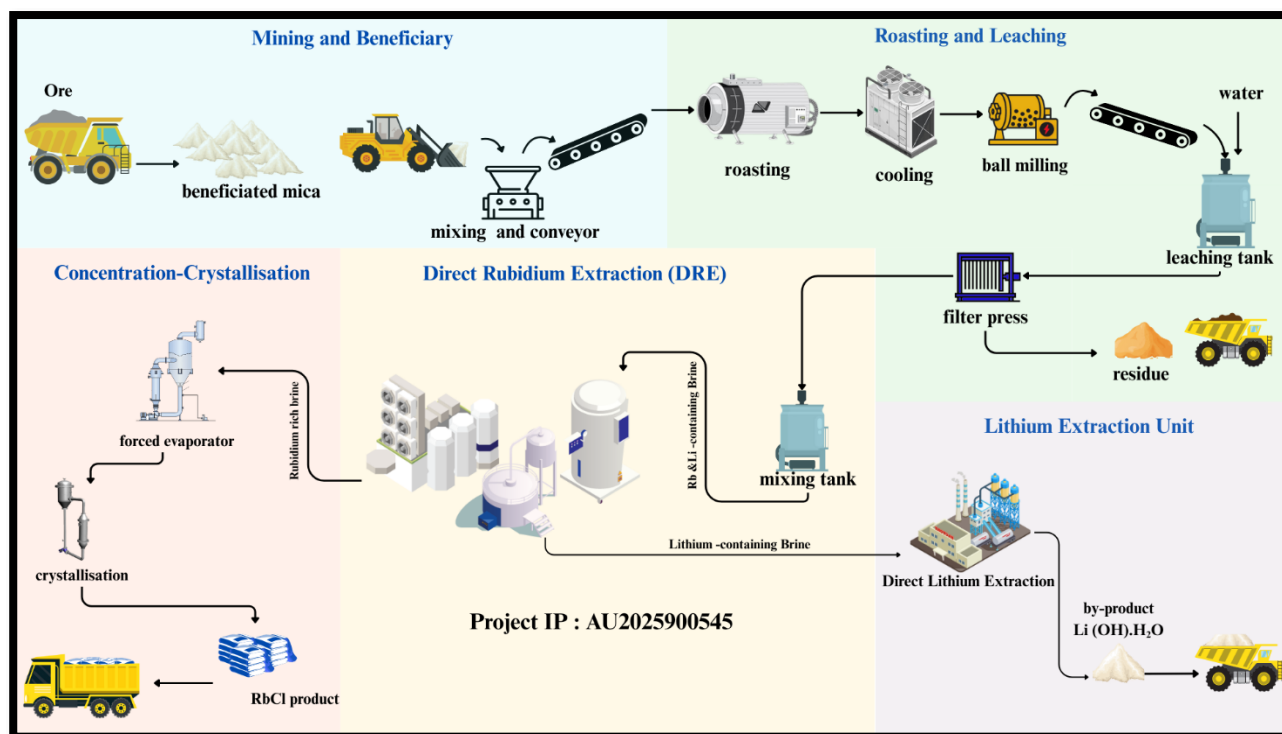 Mining and Beneficiary
Ore
beneficiated mica
mixing and conveyor
Roasting and Leaching
roasting
cooling
ball milling
water
leaching tank
filter press
residue
Concentration-Crystallisation
forced evaporator
crystallisation
RbCl product
Direct Rubidium Extraction (DRE)
Rubidium rich brine
Rb &Li -containing Brine
mixing tank
Lithium -containing Brine
Project IP : AU2025900545
Lithium Extraction Unit
Direct Lithium Extraction
by-product
Li (OH).H₂O